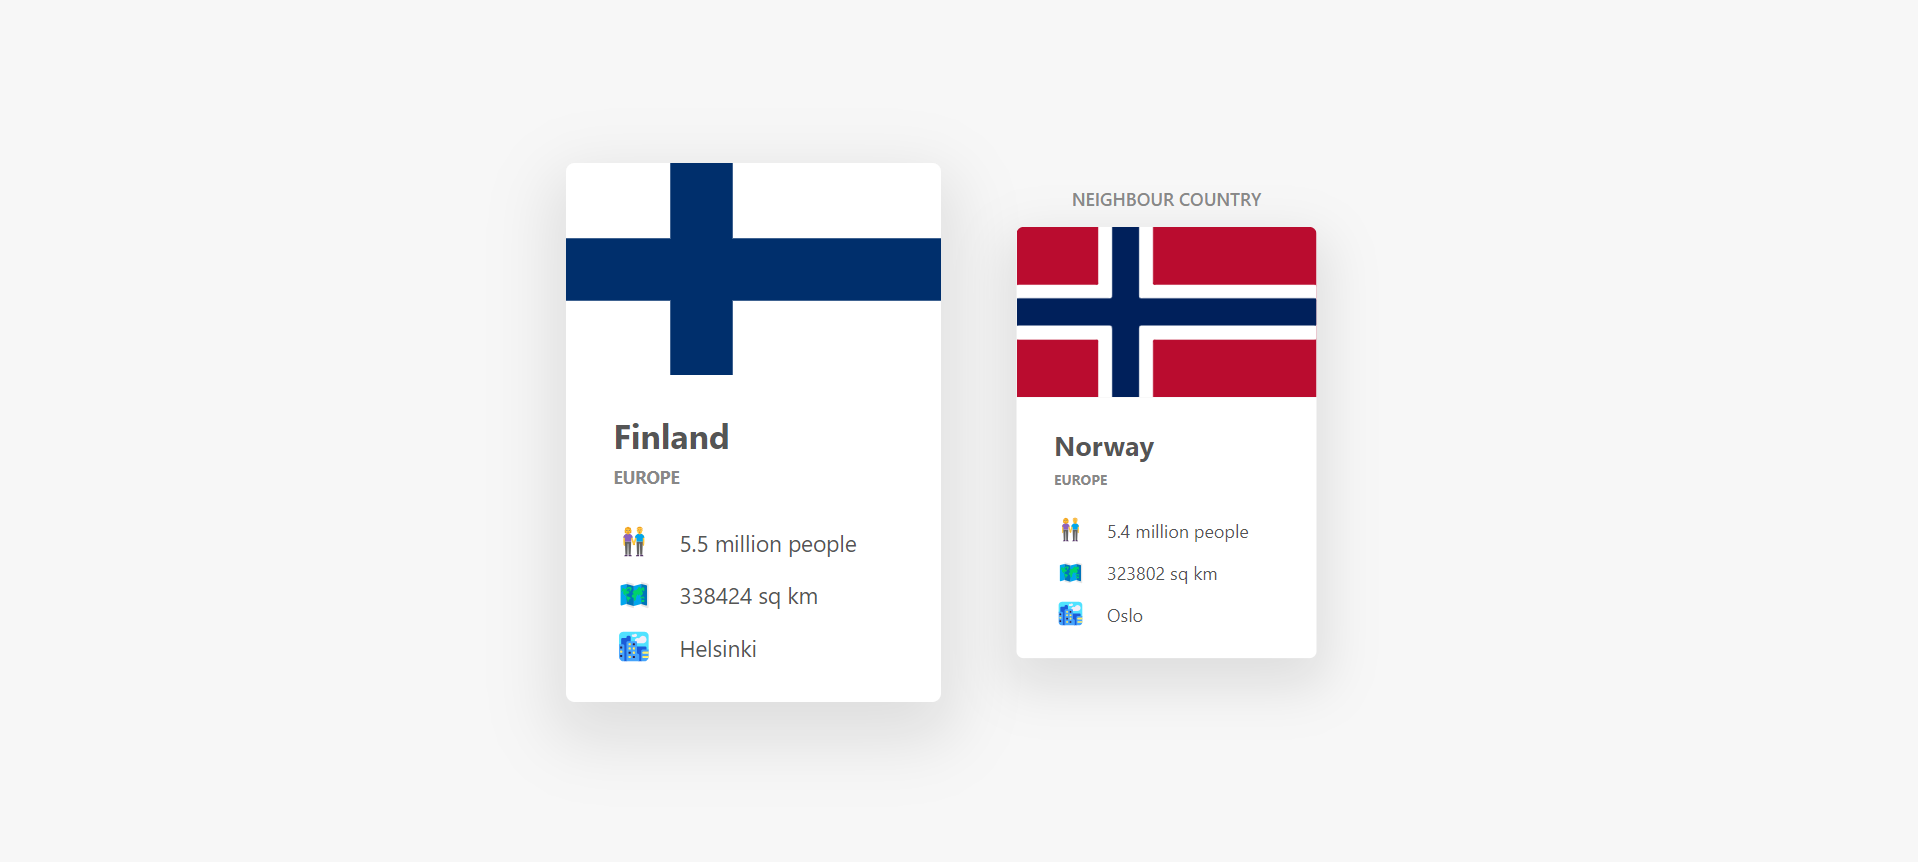 Finland
EUROPE
5.5 million people
338424 sq km
Helsinki
NEIGHBOUR COUNTRY
Norway
EUROPE
5.4 million people
323802 sq km
Oslo